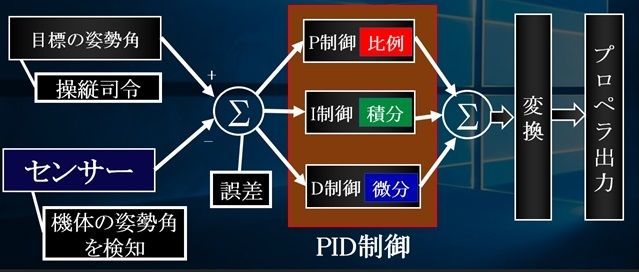 目標の姿勢角
操縦司令
センサー
機体の姿勢角
を検知
+
−
Σ
誤差
P制御 比例
I制御 積分
D制御 微分
PID制御
Σ
変換
プロペラ出力